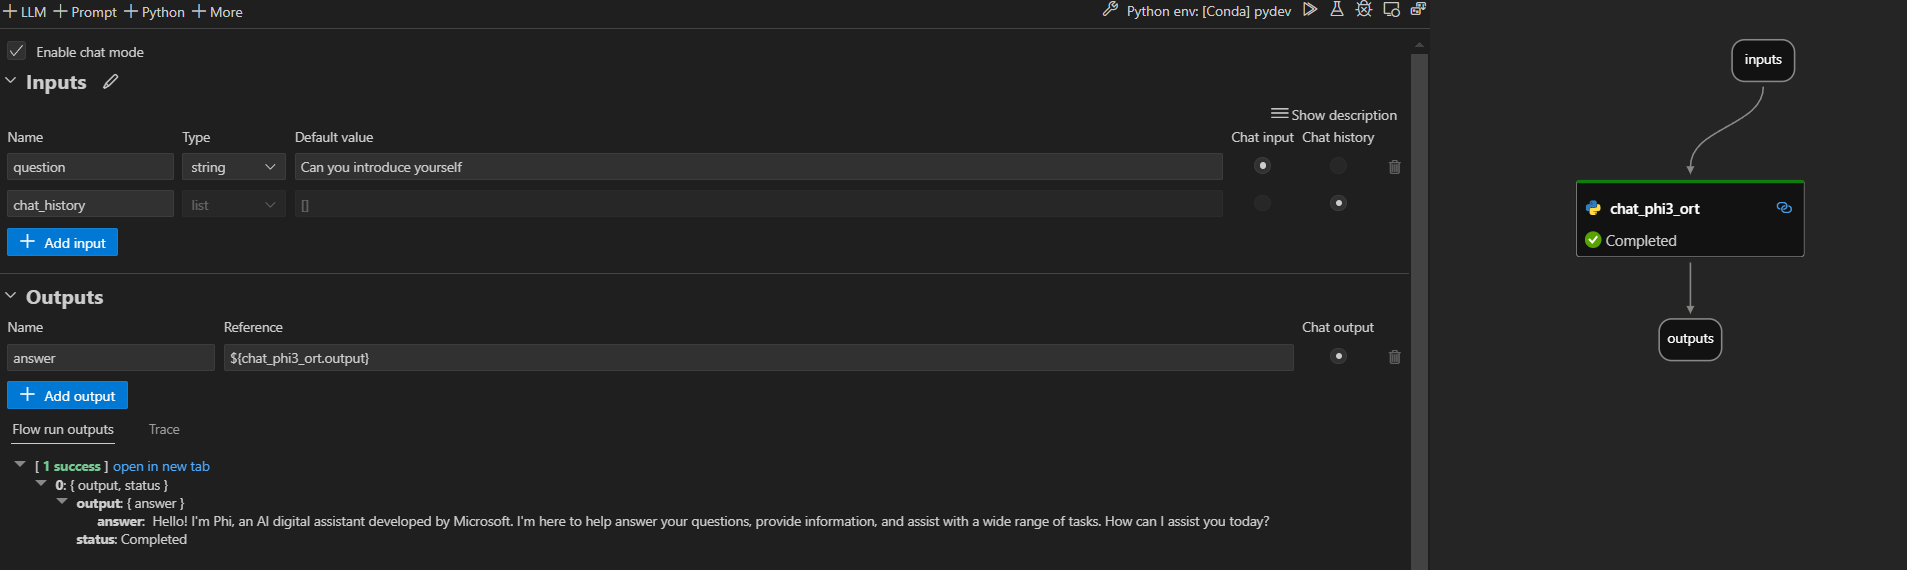 LLM Prompt Python More
Python env: [Conda] pydev
Enable chat mode
Inputs
Show description
Name Type Default value Chat input Chat history
question string Can you introduce yourself
chat_history list []
Add input
Outputs
Name Reference Chat output
answer ${chat_phi3_ort.output}
Add output
Flow run outputs Trace
[ 1 success ] open in new tab
0: { output, status }
output: { answer }
answer: Hello! I'm Phi, an AI digital assistant developed by Microsoft. I'm here to help answer your questions, provide information, and assist with a wide range of tasks. How can I assist you today?
status: Completed
inputs
chat_phi3_ort
Completed
outputs